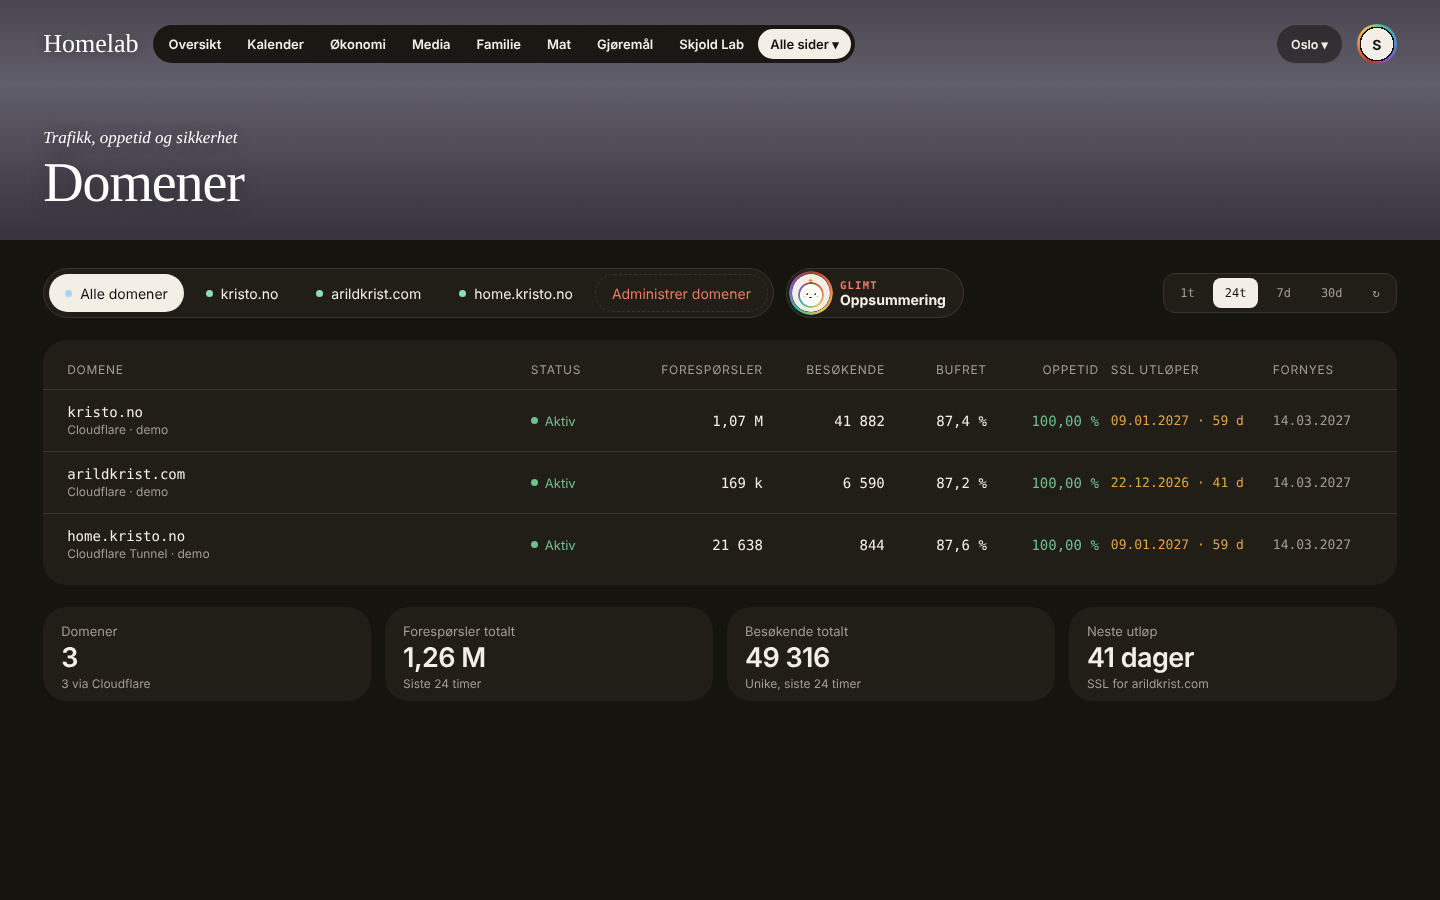 Homelab Oversikt Kalender Økonomi Media Familie Mat Gjøremål Skjold Lab Alle sider ▾ Oslo ▾ S
Trafikk, oppetid og sikkerhet
Domener
Alle domener kristo.no arildkrist.com home.kristo.no Administrer domener GLIMT Oppsummering 1t 24t 7d 30d ↻
DOMENE STATUS FORESPØRSLER BESØKENDE BUFRET OPPETID SSL UTLØPER FORNYES
kristo.no
Cloudflare · demo
Aktiv 1,07 M 41 882 87,4 % 100,00 % 09.01.2027 · 59 d 14.03.2027
arildkrist.com
Cloudflare · demo
Aktiv 169 k 6 590 87,2 % 100,00 % 22.12.2026 · 41 d 14.03.2027
home.kristo.no
Cloudflare Tunnel · demo
Aktiv 21 638 844 87,6 % 100,00 % 09.01.2027 · 59 d 14.03.2027
Domener
3
3 via Cloudflare
Forespørsler totalt
1,26 M
Siste 24 timer
Besøkende totalt
49 316
Unike, siste 24 timer
Neste utløp
41 dager
SSL for arildkrist.com